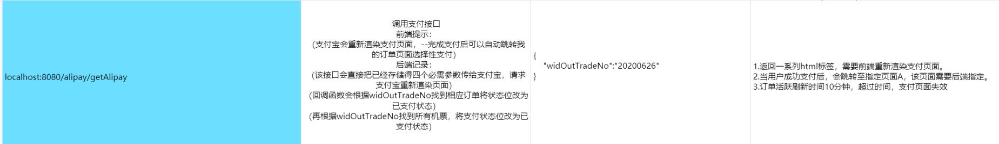 localhost:8080/alipay/getAlipay
调用支付接口
前端提示：
(支付宝会重新渲染支付页面，--完成支付后可以自动跳转我
的订单页面选择性支付)
后端记录：
(该接口会直接把已经存储得四个必需参数传给支付宝，请求
支付宝重新渲染页面)
(回调函数会根据widOutTradeNo找到相应订单将状态位改为
已支付状态)
(再根据widOutTradeNo找到所有机票，将支付状态位改为已
支付状态)
{
"widOutTradeNo":"20200626"
}
1.返回一系列html标签，需要前端重新渲染支付页面。
2.当用户成功支付后，会跳转至指定页面A，该页面需要后端指定。
3.订单活跃刷新时间10分钟，超过时间，支付页面失效